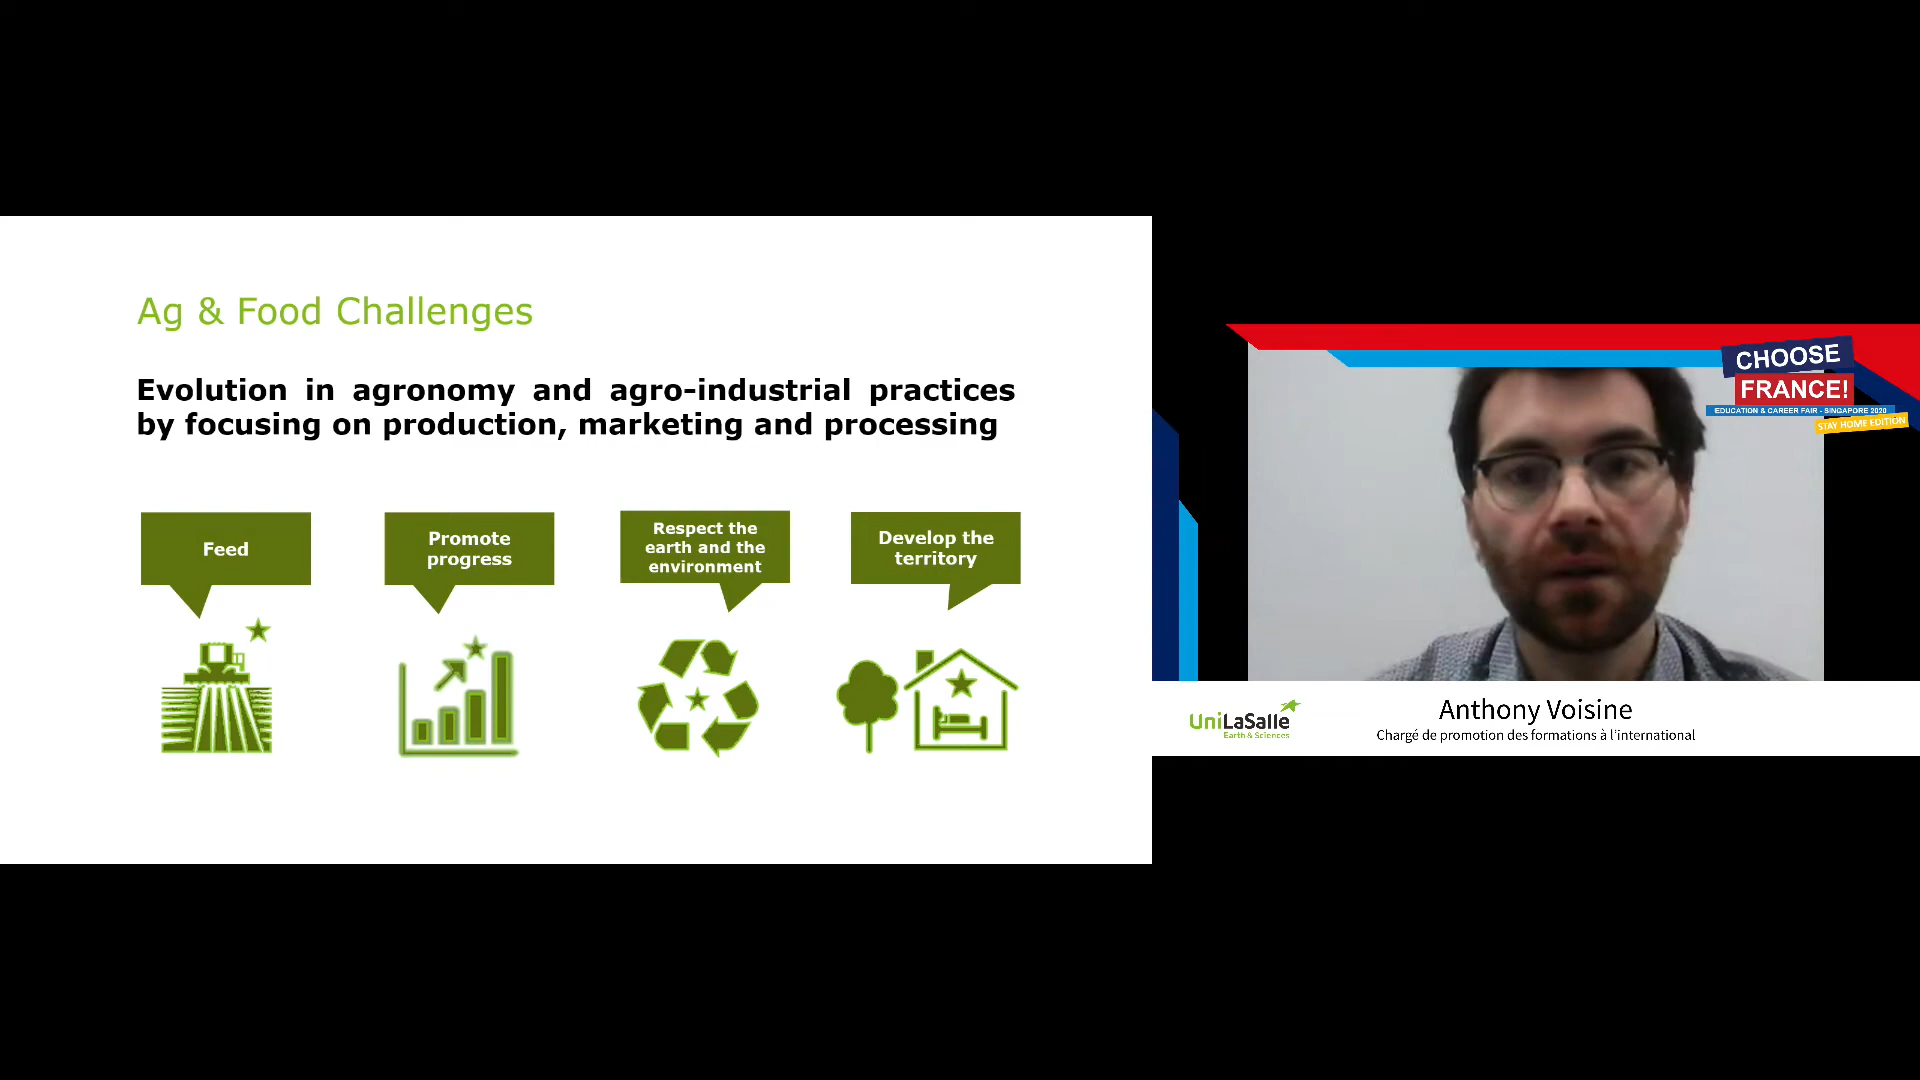 Ag & Food Challenges
Evolution in agronomy and agro-industrial practices
by focusing on production, marketing and processing
Feed
Promote
progress
Respect the
earth and the
environment
Develop the
territory
CHOOSE
FRANCE!
EDUCATION & CAREER FAIR - SINGAPORE 2020
STAY HOME EDITION
UniLaSalle
Earth & Sciences
Anthony Voisine
Chargé de promotion des formations à l'international